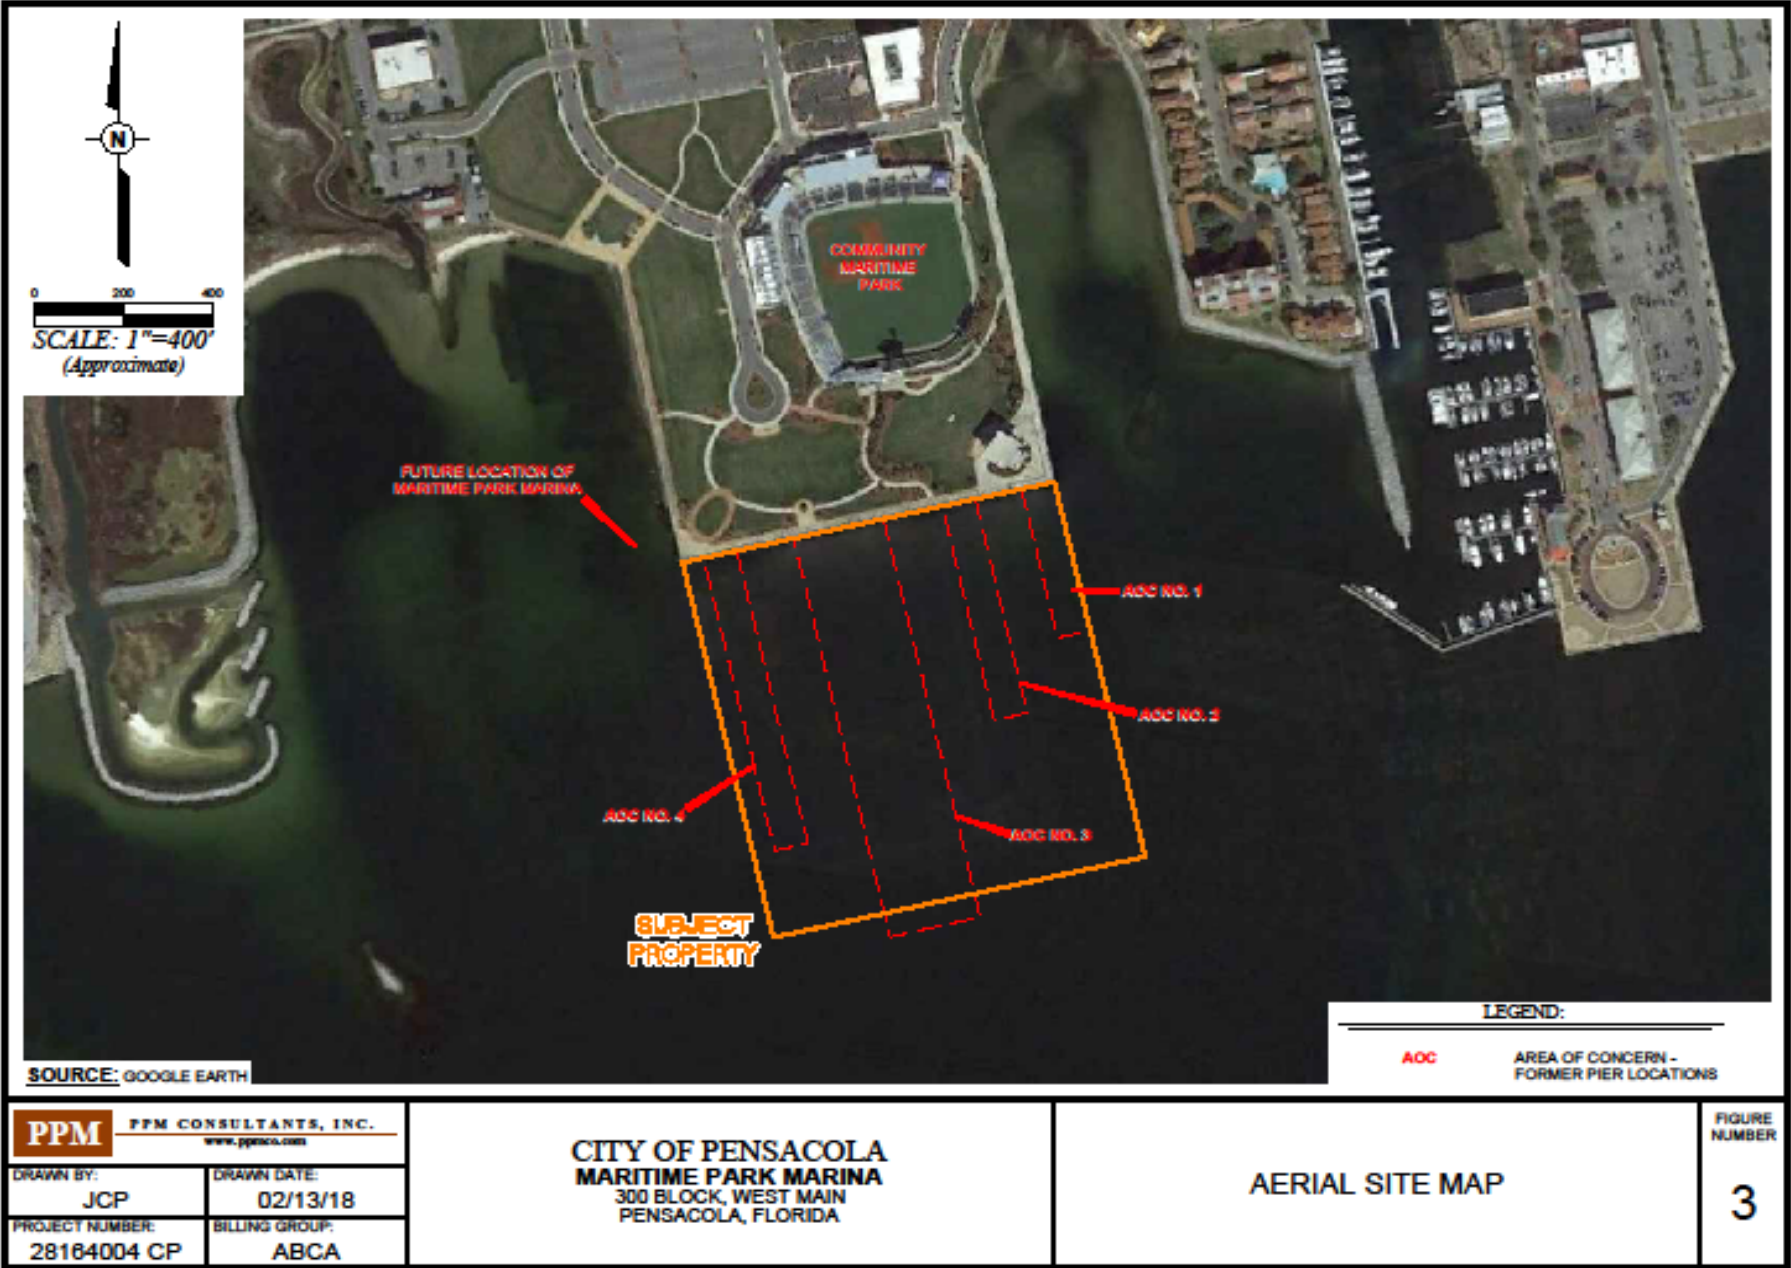 N
0 200 400
SCALE: 1"=400'
(Approximate)
COMMUNITY
MARITIME
PARK
FUTURE LOCATION OF
MARITIME PARK MARINA
AOC NO. 1
AOC NO. 2
AOC NO. 3
AOC NO. 4
SUBJECT
PROPERTY
LEGEND:
AOC AREA OF CONCERN -
FORMER PIER LOCATIONS
SOURCE: GOOGLE EARTH
PPM PPM CONSULTANTS, INC.
www.ppmco.com
DRAWN BY: DRAWN DATE:
JCP 02/13/18
PROJECT NUMBER: BILLING GROUP:
28164004 CP ABCA
CITY OF PENSACOLA
MARITIME PARK MARINA
300 BLOCK, WEST MAIN
PENSACOLA, FLORIDA
AERIAL SITE MAP
FIGURE
NUMBER
3